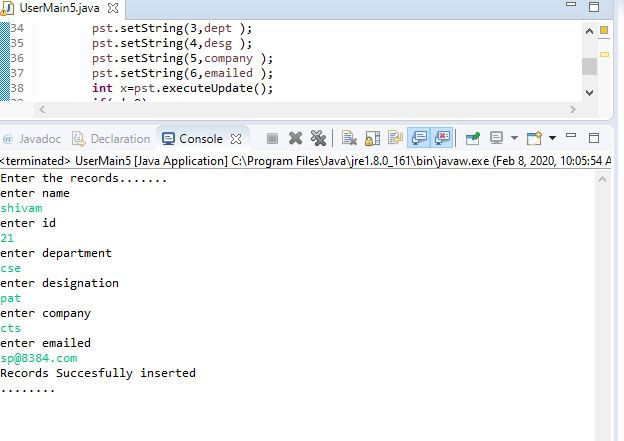 UserMain5.java
34 pst.setString(3,dept );
35 pst.setString(4,desg );
36 pst.setString(5,company );
37 pst.setString(6,emailed );
38 int x=pst.executeUpdate();
@ Javadoc Declaration Console
<terminated> UserMain5 [Java Application] C:\Program Files\Java\jre1.8.0_161\bin\javaw.exe (Feb 8, 2020, 10:05:54 A
Enter the records.......
enter name
shivam
enter id
21
enter department
cse
enter designation
pat
enter company
cts
enter emailed
sp@8384.com
Records Succesfully inserted
........